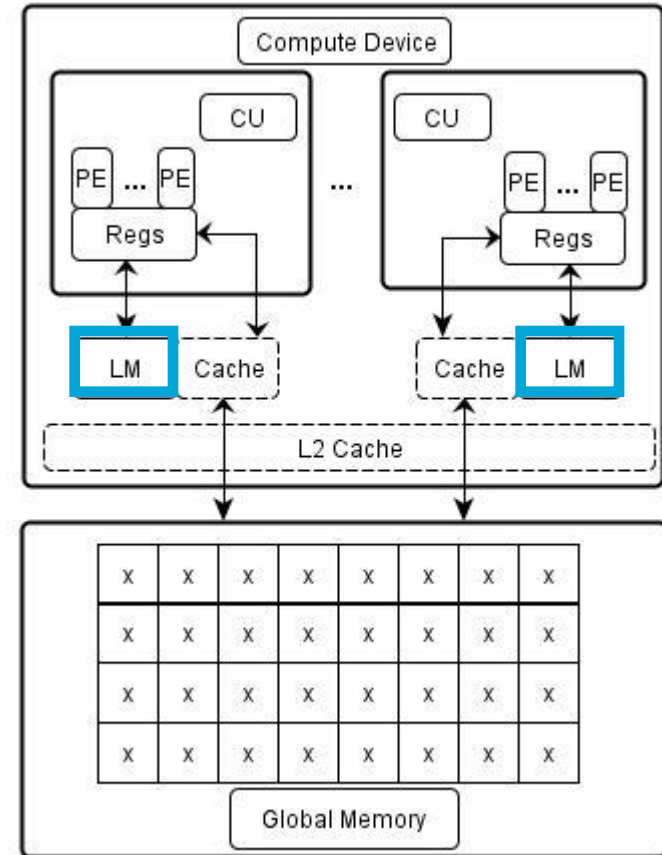 Compute Device
CU CU
PE ... PE ... PE ... PE
Regs Regs
LM Cache Cache LM
L2 Cache
x x x x x x x x
x x x x x x x x
x x x x x x x x
x x x x x x x x
Global Memory